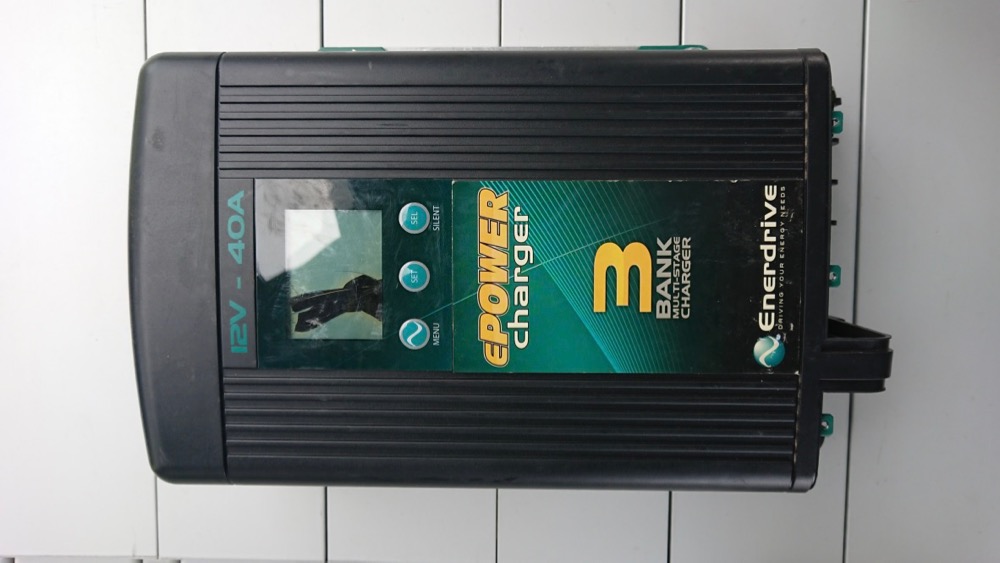 12V - 40A
MENU
SET
SEL
SILENT
ePOWER
charger
3
BANK
MULTI-STAGE
CHARGER
Enerdrive
DRIVING YOUR ENERGY NEEDS